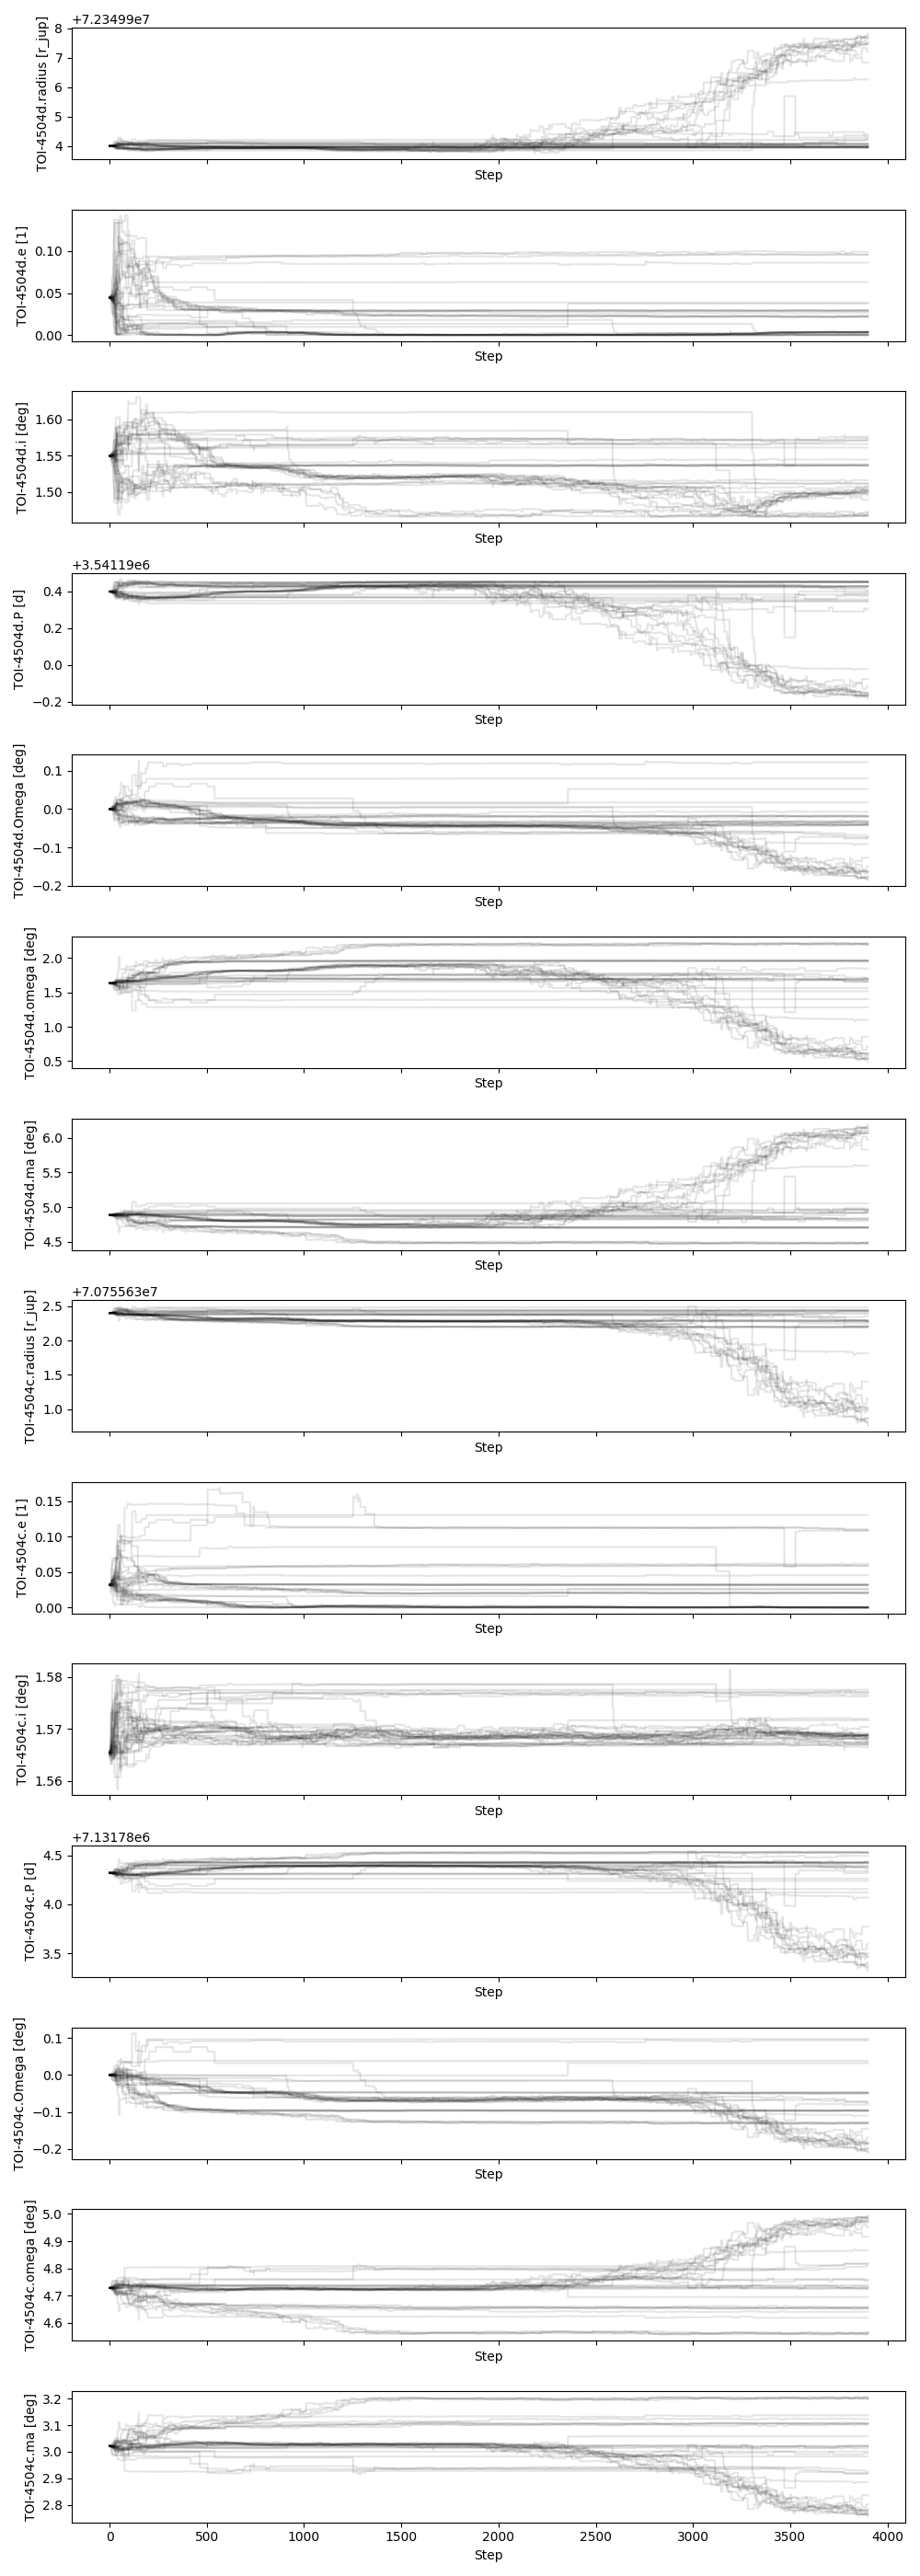 +7.23499e7
TOI-4504d.radius [r_jup]
8
7
6
5
4
Step
TOI-4504d.e [1]
0.10
0.05
0.00
Step
TOI-4504d.i [deg]
1.60
1.55
1.50
Step
+3.54119e6
TOI-4504d.P [d]
0.4
0.2
0.0
−0.2
Step
TOI-4504d.Omega [deg]
0.1
0.0
−0.1
−0.2
Step
TOI-4504d.omega [deg]
2.0
1.5
1.0
0.5
Step
TOI-4504d.ma [deg]
6.0
5.5
5.0
4.5
Step
+7.075563e7
TOI-4504c.radius [r_jup]
2.5
2.0
1.5
1.0
Step
TOI-4504c.e [1]
0.15
0.10
0.05
0.00
Step
TOI-4504c.i [deg]
1.58
1.57
1.56
Step
+7.13178e6
TOI-4504c.P [d]
4.5
4.0
3.5
Step
TOI-4504c.Omega [deg]
0.1
0.0
−0.1
−0.2
Step
TOI-4504c.omega [deg]
5.0
4.9
4.8
4.7
4.6
Step
TOI-4504c.ma [deg]
3.2
3.1
3.0
2.9
2.8
0 500 1000 1500 2000 2500 3000 3500 4000
Step